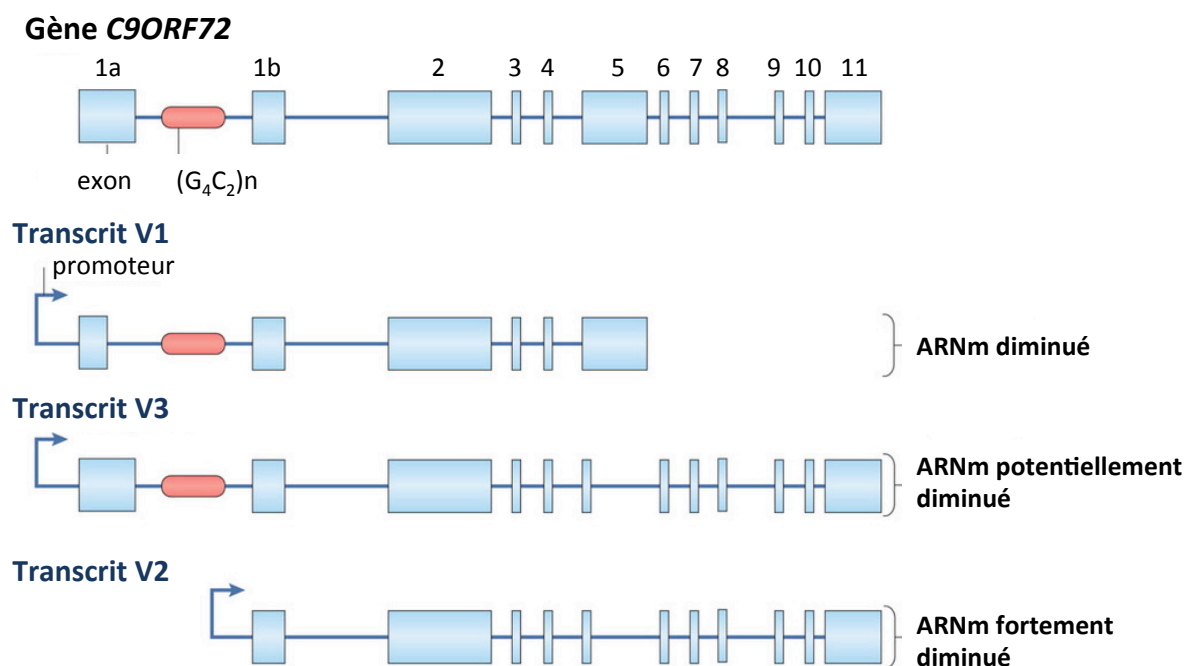 Gène C9ORF72
1a 1b 2 3 4 5 6 7 8 9 10 11
exon (G₄C₂)n
Transcrit V1
promoteur
ARNm diminué
Transcrit V3
ARNm potentiellement
diminué
Transcrit V2
ARNm fortement
diminué